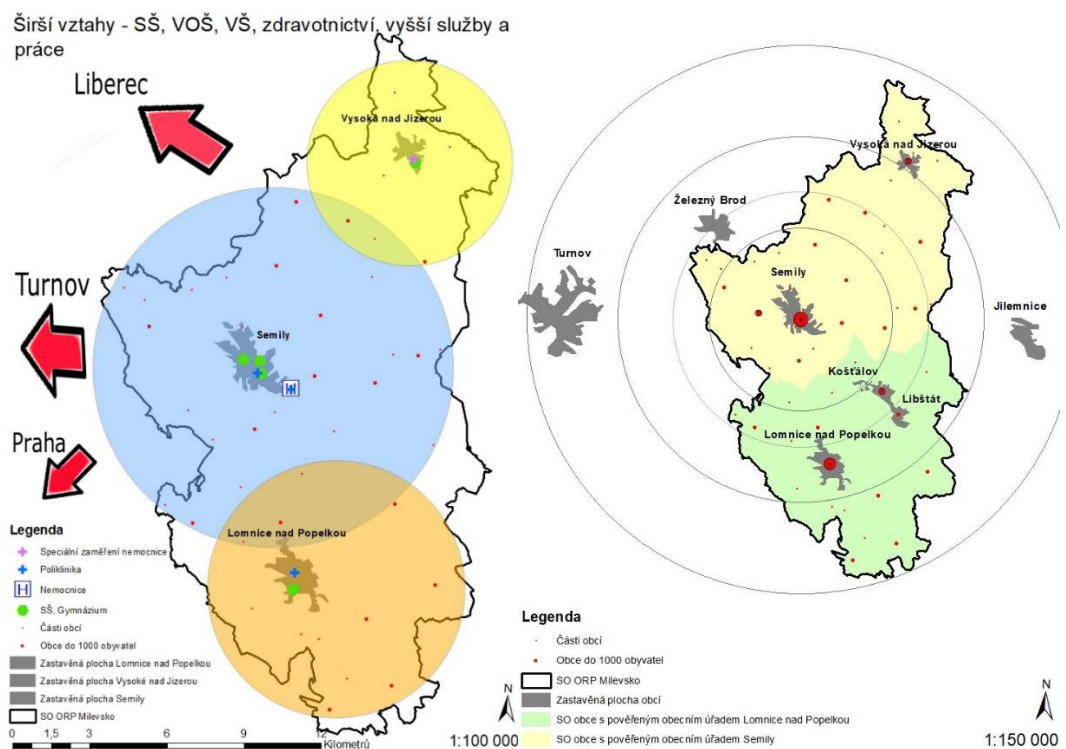 Širší vztahy - SŠ, VOŠ, VŠ, zdravotnictví, vyšší služby a
práce
Liberec
Vysoká nad Jizerou
Turnov
Semily
Praha
Lomnice nad Popelkou
Legenda
Speciální zaměření nemocnice
Poliklinika
H Nemocnice
SŠ, Gymnázium
Části obcí
Obce do 1000 obyvatel
Zastavěná plocha Lomnice nad Popelkou
Zastavěná plocha Vysoké nad Jizerou
Zastavěná plocha Semily
SO ORP Milevsko
0 1,5 3 6 9 12
Kilometrů
N
1:100 000
Vysoká nad Jizerou
Železný Brod
Turnov
Semily
Jilemnice
Košťálov
Libštát
Lomnice nad Popelkou
Legenda
Části obcí
Obce do 1000 obyvatel
SO ORP Milevsko
Zastavěná plocha obcí
SO obce s pověřeným obecním úřadem Lomnice nad Popelkou
SO obce s pověřeným obecním úřadem Semily
N
1:150 000